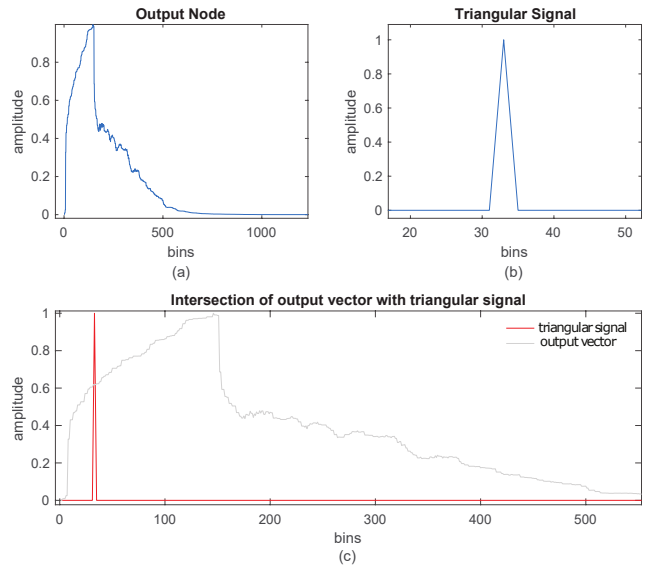 Output Node
amplitude
0.8
0.6
0.4
0.2
0
0 500 1000
bins
(a)
Triangular Signal
amplitude
1
0.8
0.6
0.4
0.2
0
20 30 40 50
bins
(b)
Intersection of output vector with triangular signal
amplitude
1
0.8
0.6
0.4
0.2
0
triangular signal
output vector
0 100 200 300 400 500
bins
(c)